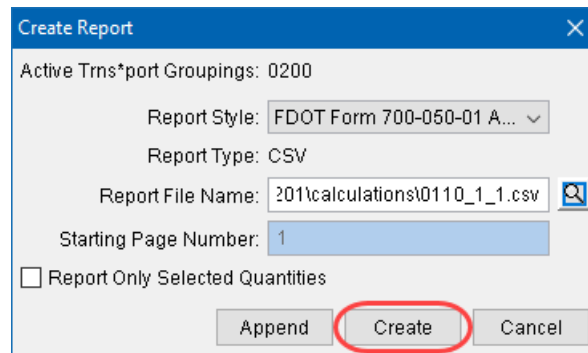 Create Report
Active Trns*port Groupings: 0200
Report Style: FDOT Form 700-050-01 A...
Report Type: CSV
Report File Name: 201\calculations\0110_1_1.csv
Starting Page Number: 1
Report Only Selected Quantities
Append Create Cancel